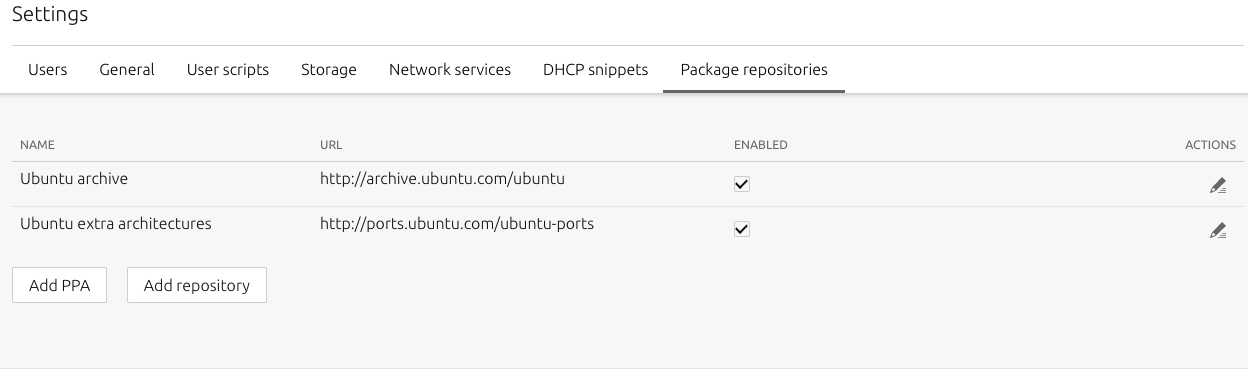 Settings
Users General User scripts Storage Network services DHCP snippets Package repositories
NAME URL ENABLED ACTIONS
Ubuntu archive http://archive.ubuntu.com/ubuntu
Ubuntu extra architectures http://ports.ubuntu.com/ubuntu-ports
Add PPA Add repository